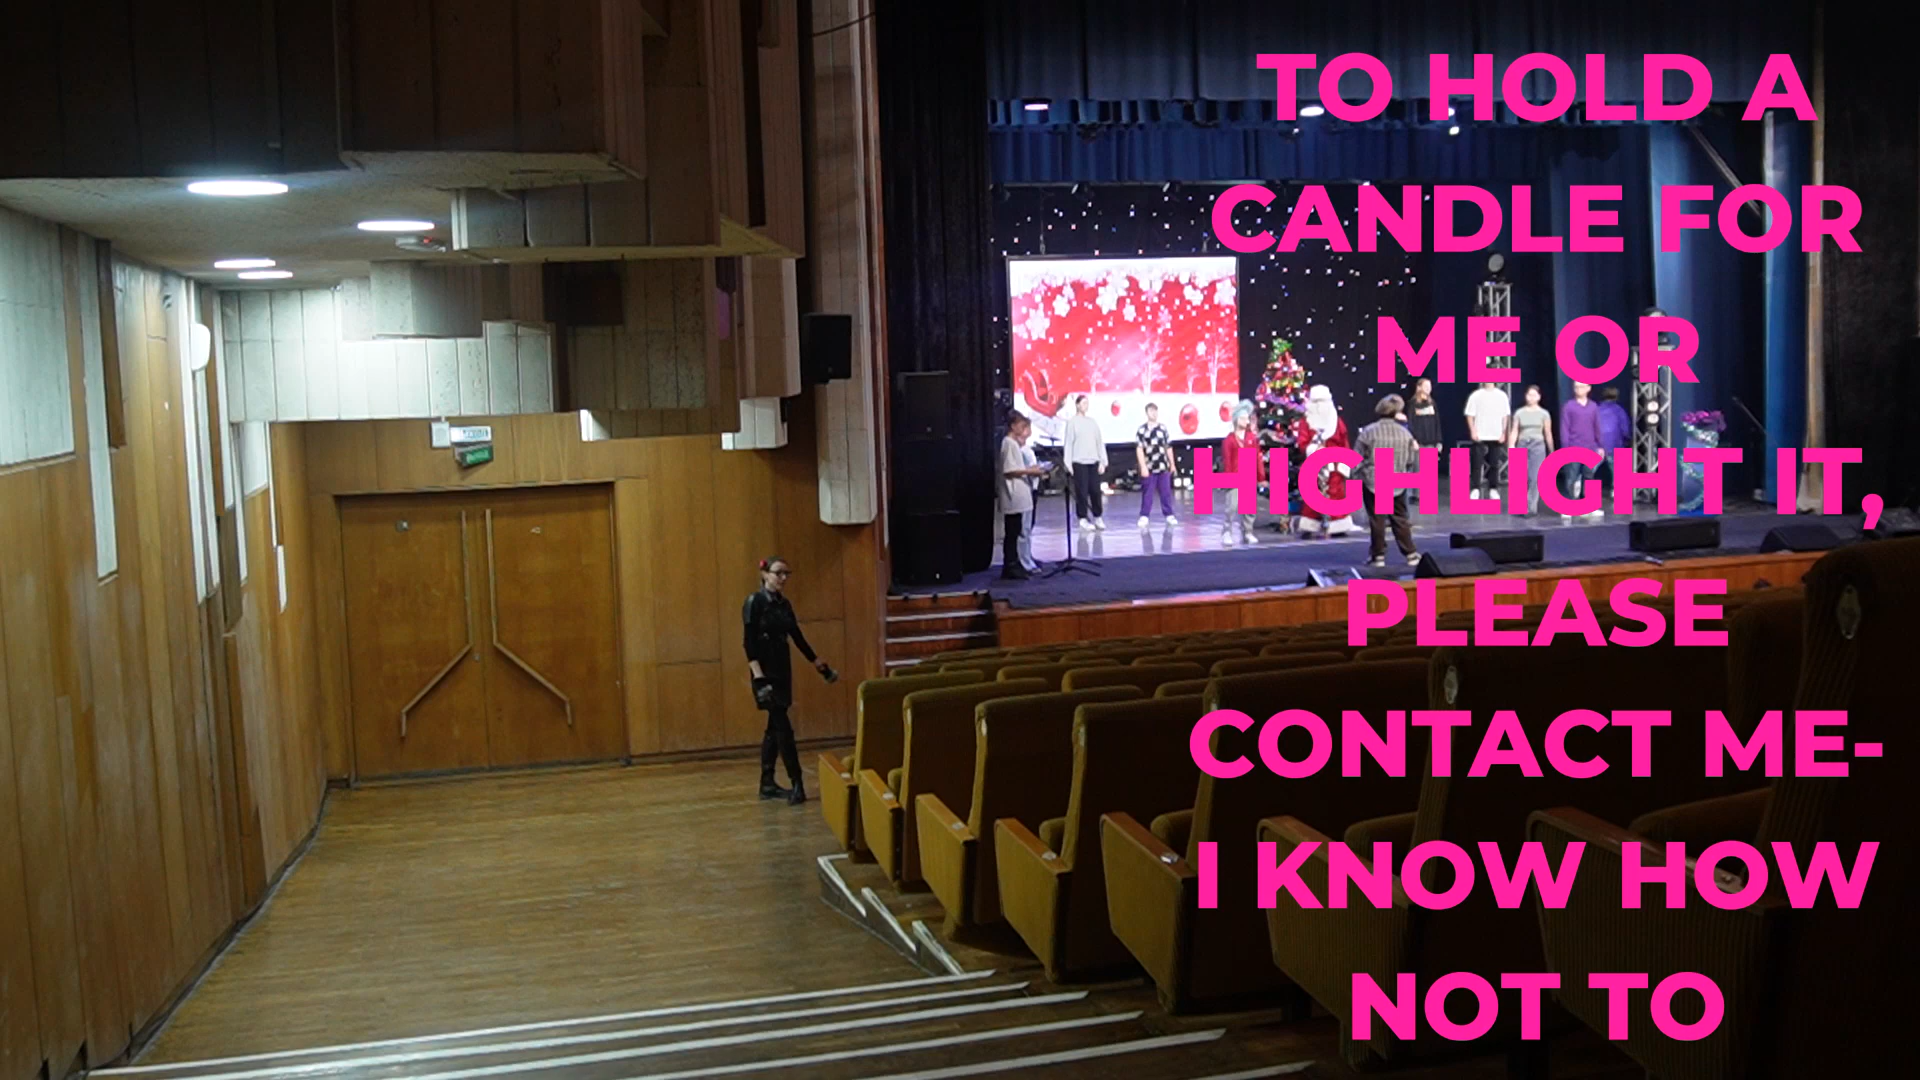 TO HOLD A
CANDLE FOR
ME OR
HIGHLIGHT IT,
PLEASE
CONTACT ME-
I KNOW HOW
NOT TO